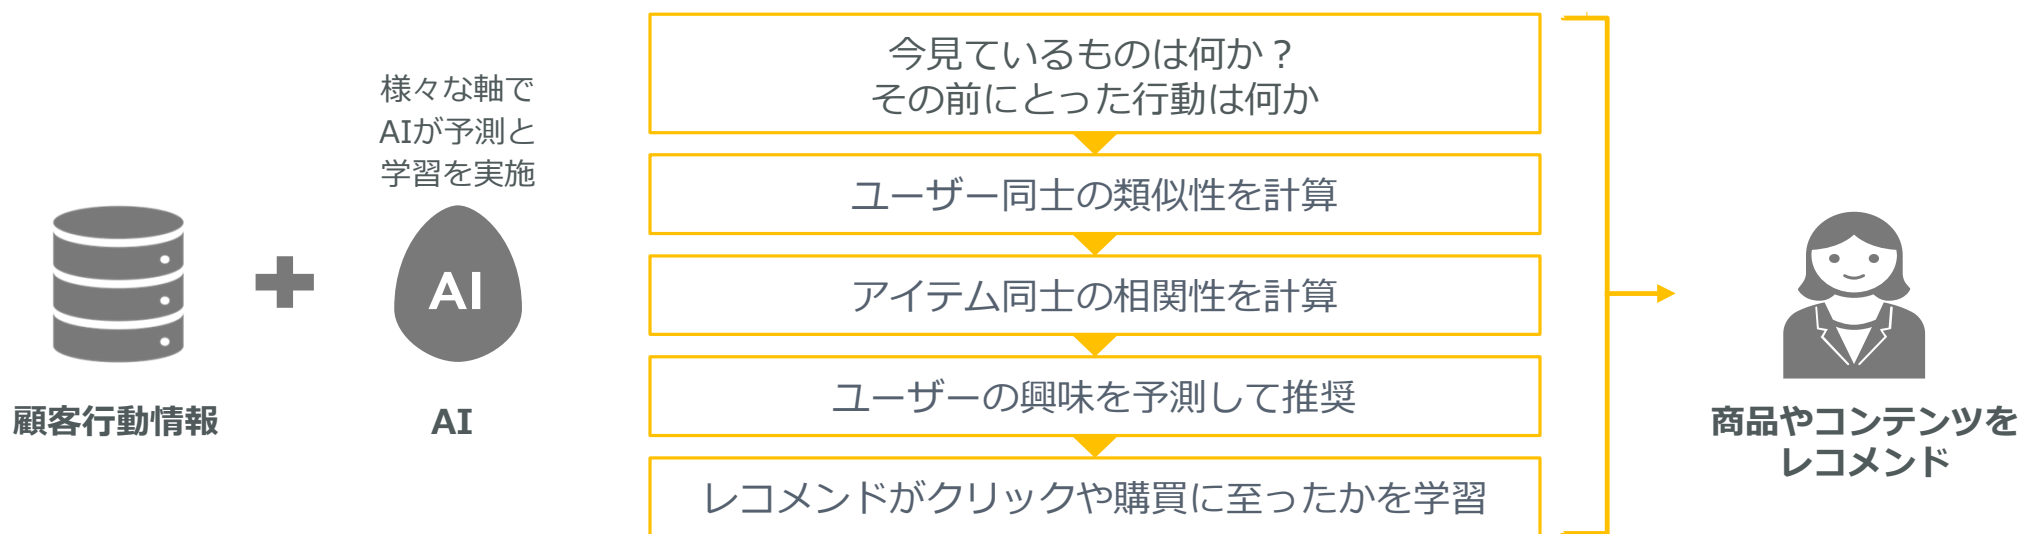 様々な軸で
AIが予測と
学習を実施
AI
顧客行動情報
AI
今見ているものは何か？
その前にとった行動は何か
ユーザー同士の類似性を計算
アイテム同士の相関性を計算
ユーザーの興味を予測して推奨
レコメンドがクリックや購買に至ったかを学習
商品やコンテンツを
レコメンド